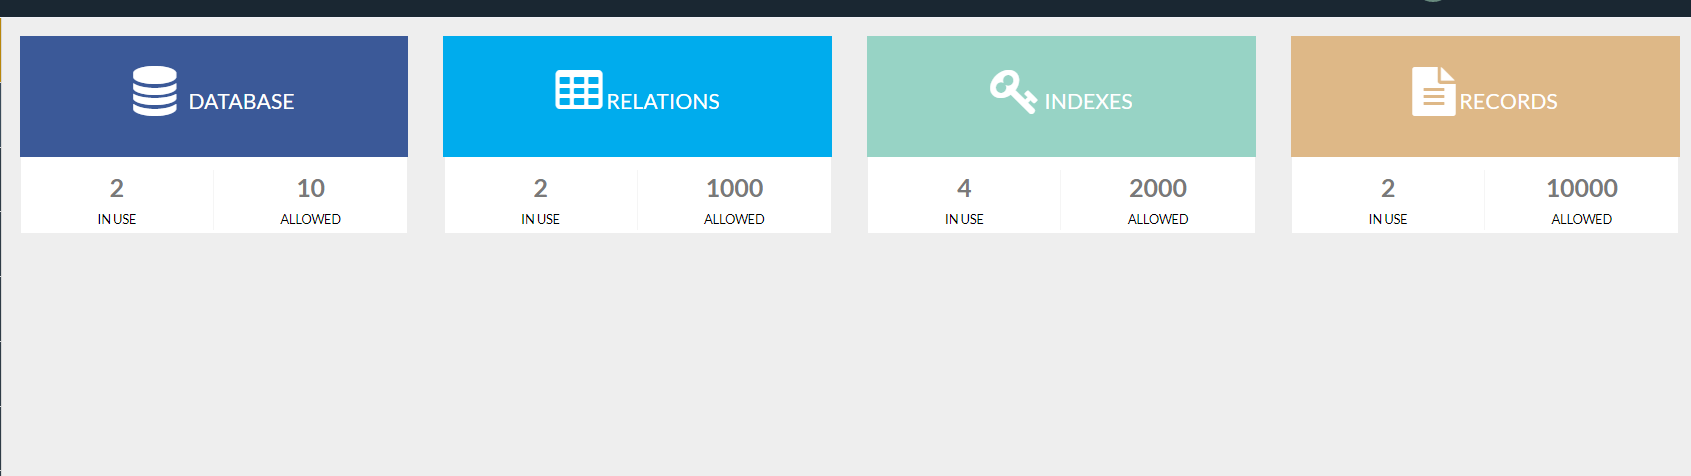 DATABASE
2
10
IN USE
ALLOWED
RELATIONS
2
1000
IN USE
ALLOWED
INDEXES
4
2000
IN USE
ALLOWED
RECORDS
2
10000
IN USE
ALLOWED